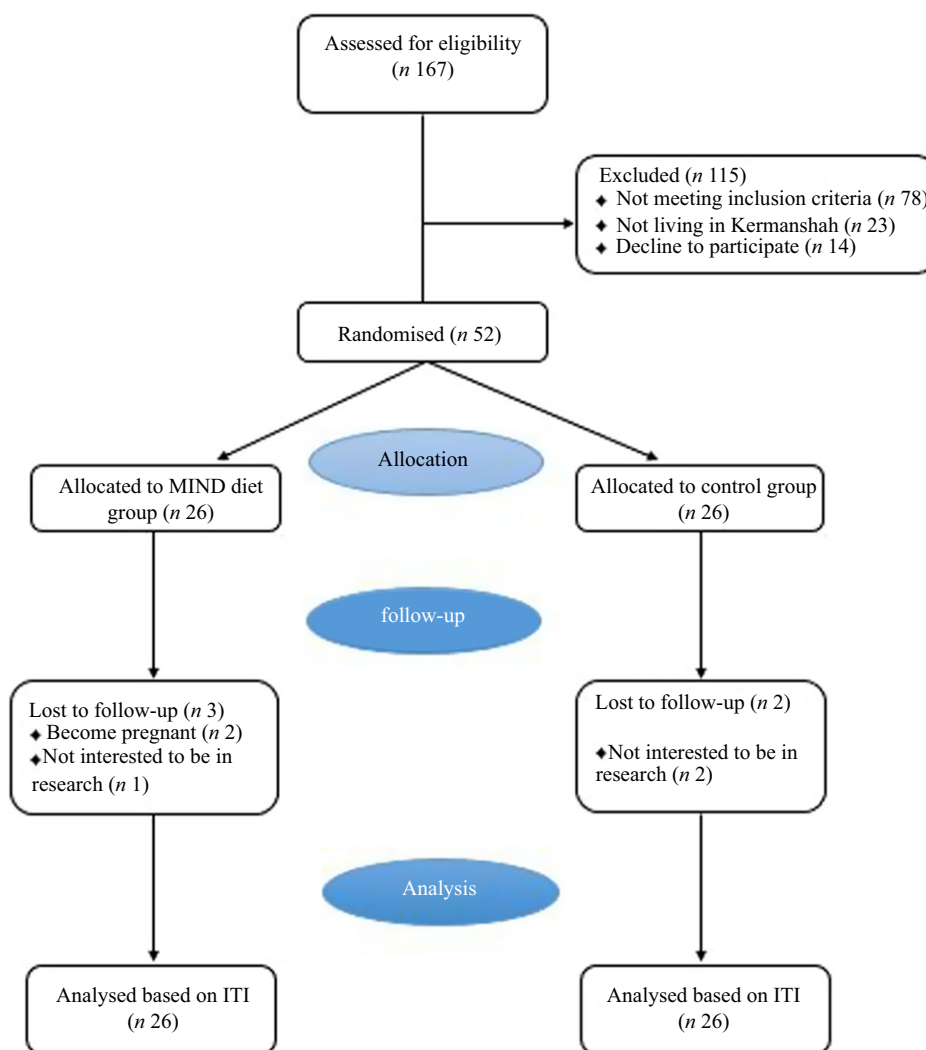 Assessed for eligibility
(n 167)
Excluded (n 115)
♦ Not meeting inclusion criteria (n 78)
♦ Not living in Kermanshah (n 23)
♦ Decline to participate (n 14)
Randomised (n 52)
Allocation
Allocated to MIND diet
group (n 26)
Allocated to control group
(n 26)
follow-up
Lost to follow-up (n 3)
♦ Become pregnant (n 2)
♦Not interested to be in
research (n 1)
Lost to follow-up (n 2)
♦Not interested to be in
research (n 2)
Analysis
Analysed based on ITI
(n 26)
Analysed based on ITI
(n 26)